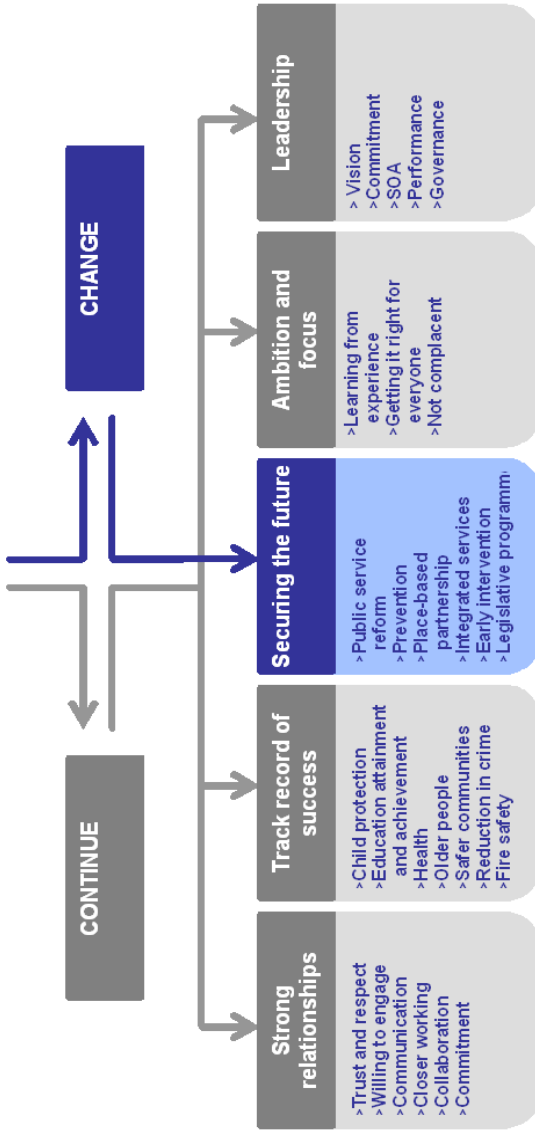 CONTINUE
CHANGE
Strong
relationships
>Trust and respect
>Willing to engage
>Communication
>Closer working
>Collaboration
>Commitment
Track record of
success
>Child protection
>Education attainment
and achievement
>Health
>Older people
>Safer communities
>Reduction in crime
>Fire safety
Securing the future
>Public service
reform
>Prevention
>Place-based
partnership
>Integrated services
>Early intervention
>Legislative programm
Ambition and
focus
>Learning from
experience
>Getting it right for
everyone
>Not complacent
Leadership
> Vision
>Commitment
>SOA
>Performance
>Governance